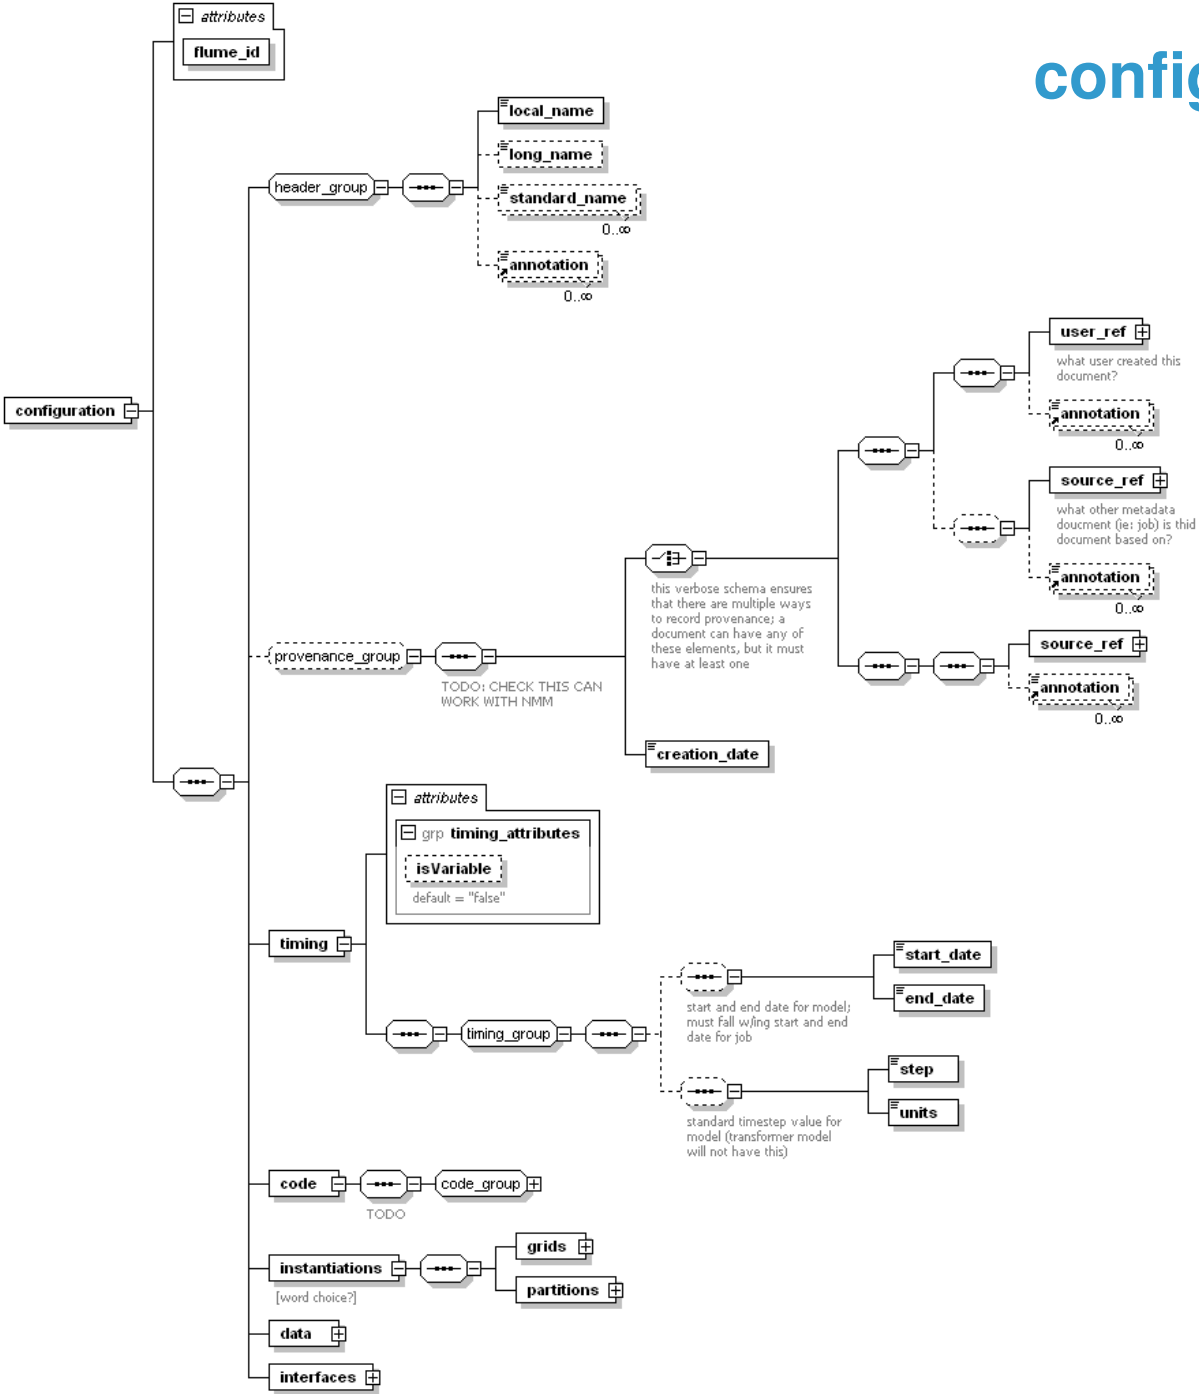 attributes
flume_id
config
local_name
long_name
header_group
standard_name
0..∞
annotation
0..∞
user_ref
what user created this
document?
configuration
annotation
0..∞
source_ref
what other metadata
doucment (ie: job) is thid
document based on?
annotation
0..∞
this verbose schema ensures
that there are multiple ways
to record provenance; a
document can have any of
these elements, but it must
have at least one
source_ref
provenance_group
TODO: CHECK THIS CAN
WORK WITH NMM
annotation
0..∞
creation_date
attributes
grp timing_attributes
isVariable
default = "false"
timing
start_date
end_date
start and end date for model;
must fall w/ing start and end
date for job
timing_group
step
units
standard timestep value for
model (transformer model
will not have this)
code
code_group
TODO
grids
instantiations
partitions
[word choice?]
data
interfaces